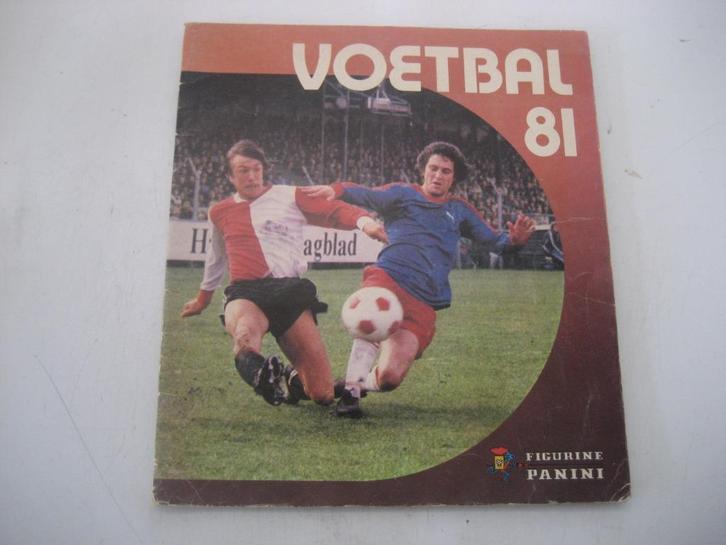 VOETBAL
81
H
agblad
FIGURINE
PANINI